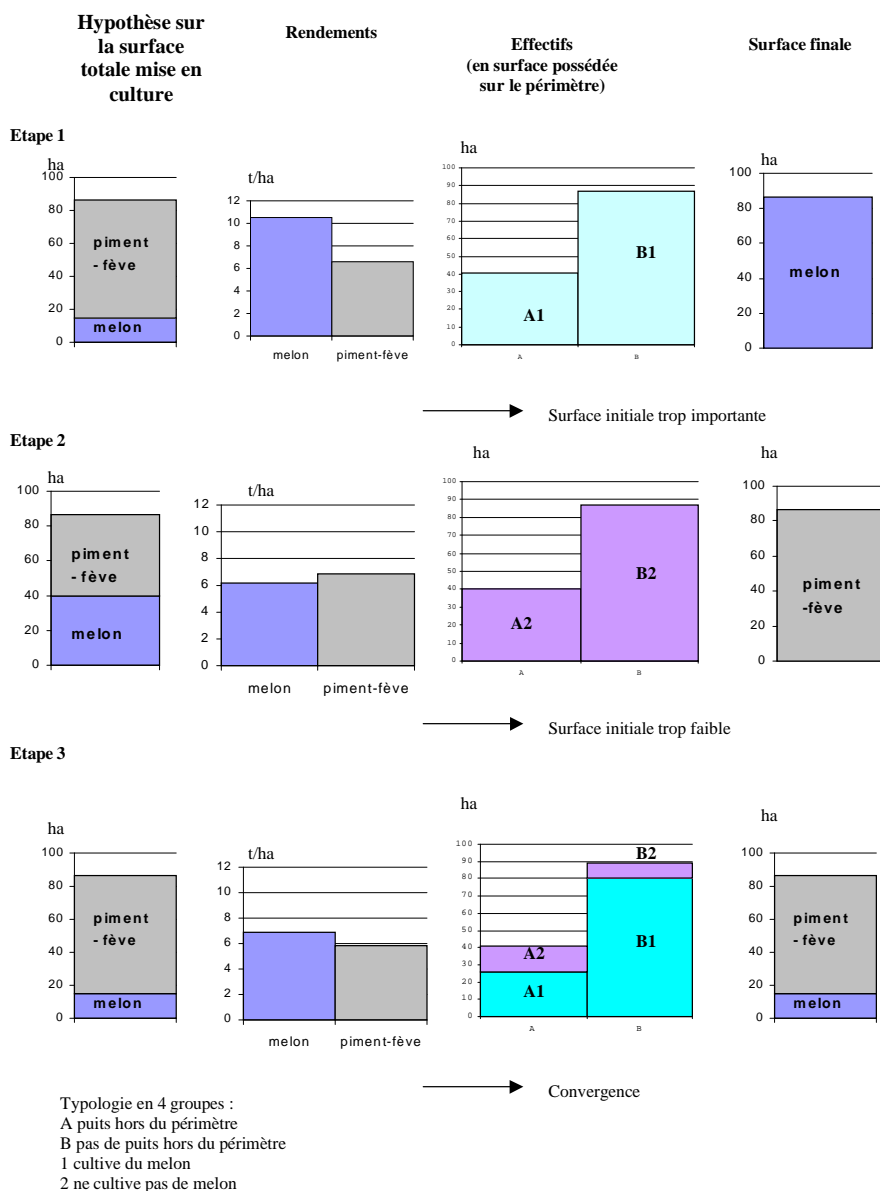 Hypothèse sur
la surface
totale mise en
culture
Rendements
Effectifs
(en surface possédée
sur le périmètre)
Surface finale
Etape 1
ha
100
80
60
40
20
0
piment
- fève
melon
t/ha
12
10
8
6
4
2
0
melon piment-fève
ha
100
90
80
70
60
50
40
30
20
10
0
A1
B1
A B
ha
100
80
60
40
20
0
melon
Surface initiale trop importante
Etape 2
ha
100
80
60
40
20
0
piment
- fève
melon
t/ha
12
10
8
6
4
2
0
melon piment-fève
ha
100
90
80
70
60
50
40
30
20
10
0
A2
B2
A B
ha
100
80
60
40
20
0
piment
-fève
Surface initiale trop faible
Etape 3
ha
100
80
60
40
20
0
piment
- fève
melon
t/ha
12
10
8
6
4
2
0
melon piment-fève
ha
100
90
80
70
60
50
40
30
20
10
0
B2
A2
B1
A1
A B
ha
100
80
60
40
20
0
piment
- fève
melon
Convergence
Typologie en 4 groupes :
A puits hors du périmètre
B pas de puits hors du périmètre
1 cultive du melon
2 ne cultive pas de melon